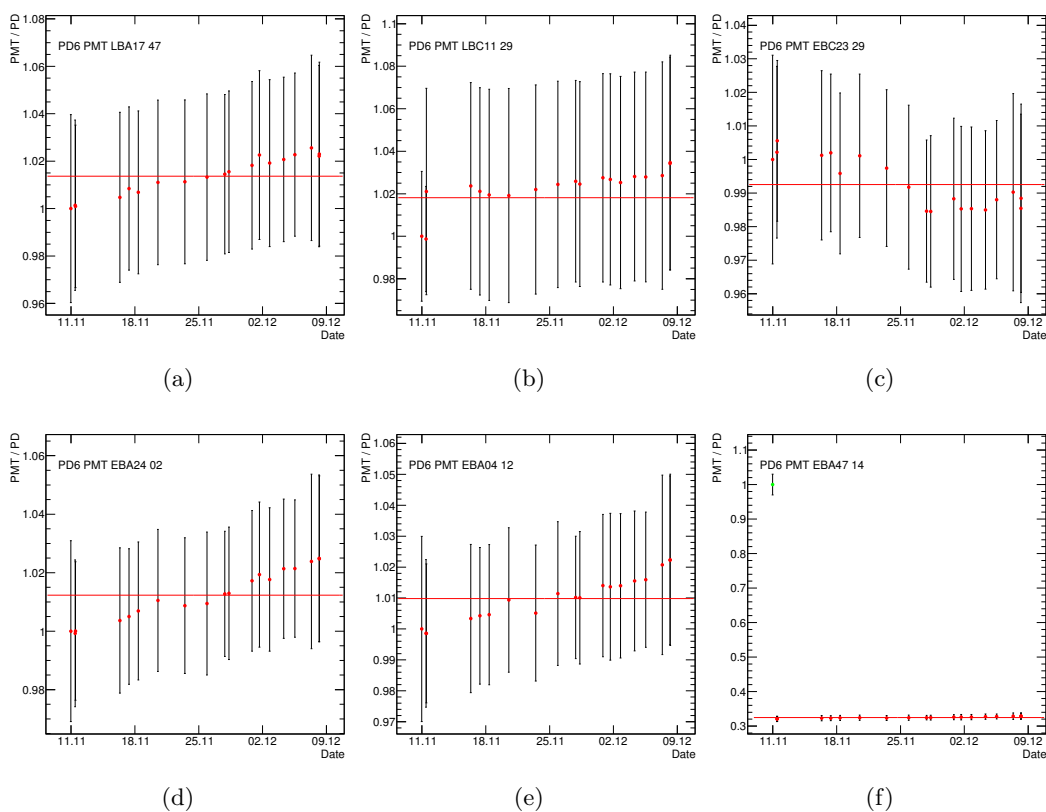 PMT / PD
1.08
1.06
1.04
1.02
1
0.98
0.96
PD6 PMT LBA17 47
11.11 18.11 25.11 02.12 09.12
Date
(a)
PMT / PD
1.1
1.08
1.06
1.04
1.02
1
0.98
PD6 PMT LBC11 29
11.11 18.11 25.11 02.12 09.12
Date
(b)
PMT / PD
1.04
1.03
1.02
1.01
1
0.99
0.98
0.97
0.96
PD6 PMT EBC23 29
11.11 18.11 25.11 02.12 09.12
Date
(c)
PMT / PD
1.06
1.04
1.02
1
0.98
PD6 PMT EBA24 02
11.11 18.11 25.11 02.12 09.12
Date
(d)
PMT / PD
1.06
1.05
1.04
1.03
1.02
1.01
1
0.99
0.98
0.97
PD6 PMT EBA04 12
11.11 18.11 25.11 02.12 09.12
Date
(e)
PMT / PD
1.1
1
0.9
0.8
0.7
0.6
0.5
0.4
0.3
PD6 PMT EBA47 14
11.11 18.11 25.11 02.12 09.12
Date
(f)